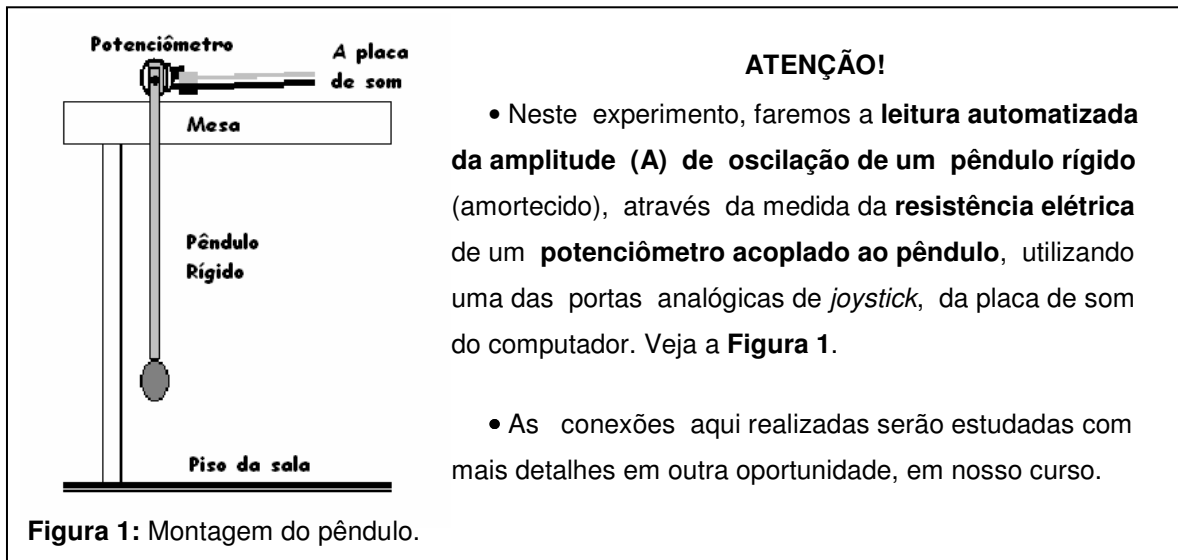 Potenciômetro
A placa
de som
Mesa
Pêndulo
Rígido
Piso da sala
Figura 1: Montagem do pêndulo.
ATENÇÃO!
• Neste experimento, faremos a leitura automatizada
da amplitude (A) de oscilação de um pêndulo rígido
(amortecido), através da medida da resistência elétrica
de um potenciômetro acoplado ao pêndulo, utilizando
uma das portas analógicas de joystick, da placa de som
do computador. Veja a Figura 1.
• As conexões aqui realizadas serão estudadas com
mais detalhes em outra oportunidade, em nosso curso.